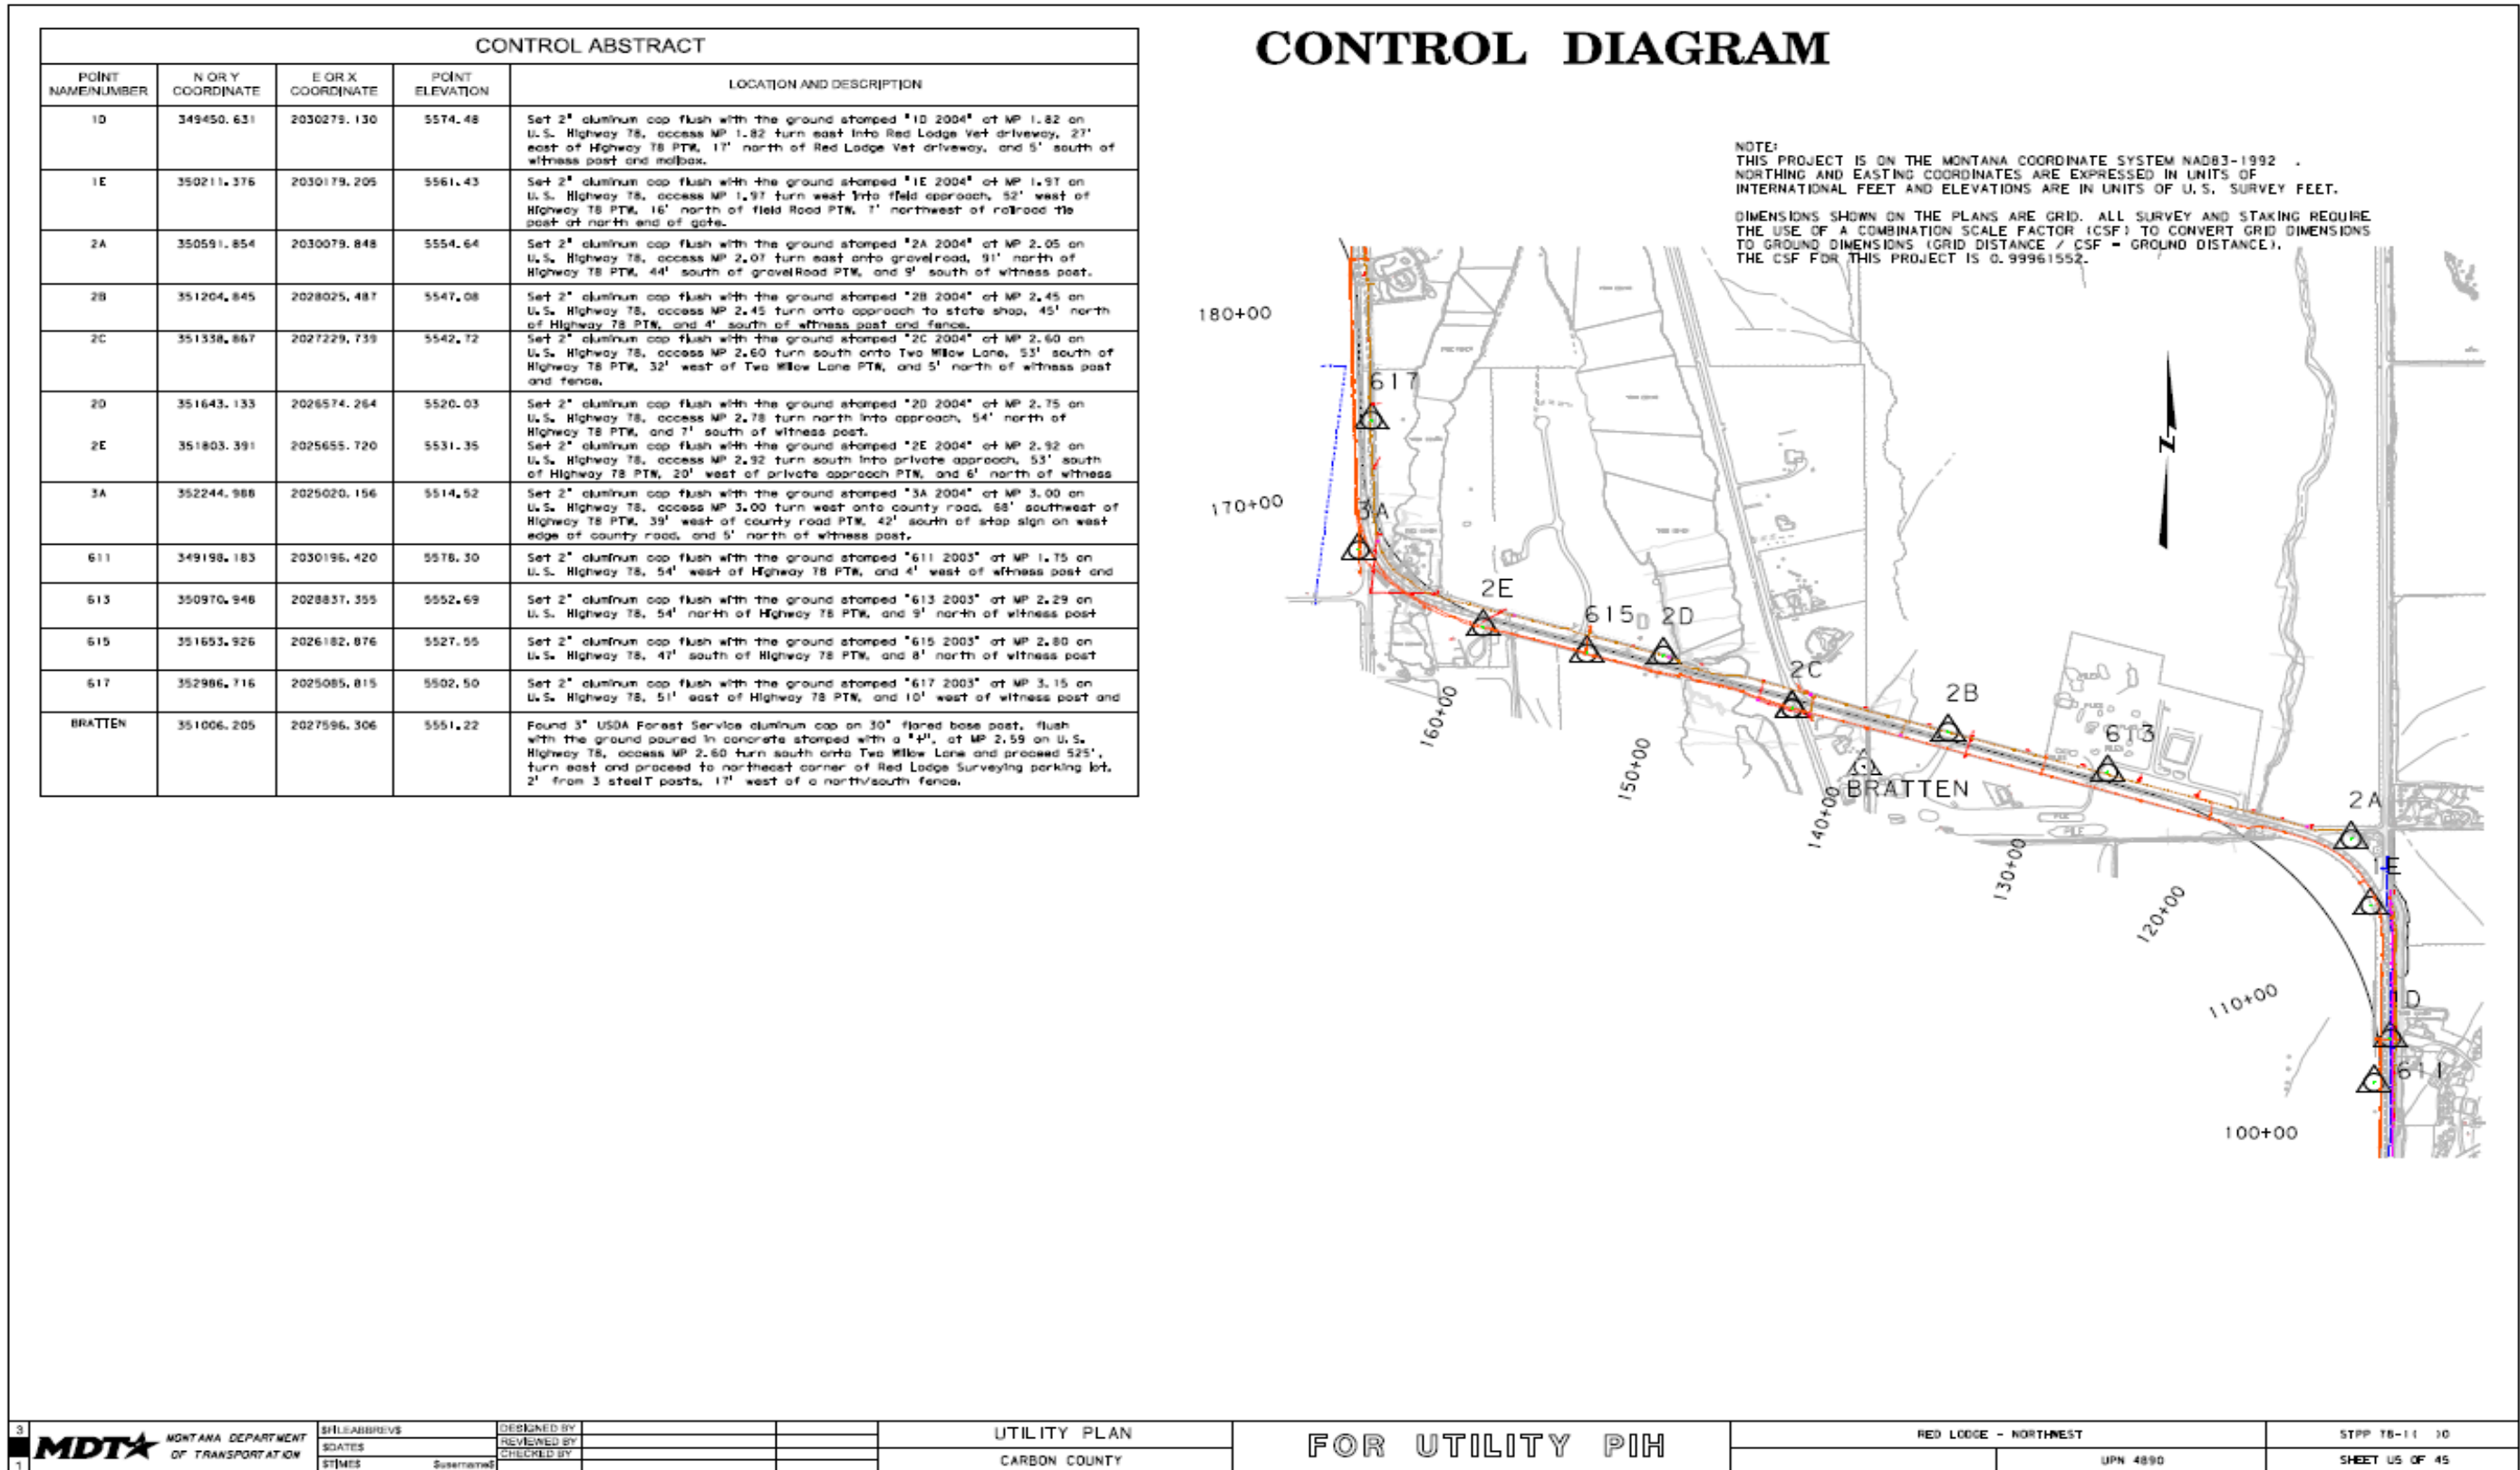 CONTROL ABSTRACT
POINT NAME/NUMBER
N OR Y COORDINATE
E OR X COORDINATE
POINT ELEVATION
LOCATION AND DESCRIPTION
1D 349450.631 2030279.130 5574.48
Set 2" aluminum cap flush with the ground stamped "1D 2004" at MP 1.82 on
U.S. Highway 78, access MP 1.82 turn east into Red Lodge Vet driveway, 27'
east of Highway 78 PTW, 17' north of Red Lodge Vet driveway, and 5' south of
witness post and mailbox.
1E 350211.376 2030179.205 5561.43
Set 2" aluminum cap flush with the ground stamped "1E 2004" at MP 1.97 on
U.S. Highway 78, access MP 1.97 turn west into field approach, 52' west of
Highway 78 PTW, 16' north of field Road PTW, 7' northwest of railroad tie
post at north end of gate.
2A 350591.854 2030079.848 5554.64
Set 2" aluminum cap flush with the ground stamped "2A 2004" at MP 2.05 on
U.S. Highway 78, access MP 2.07 turn east onto gravelroad, 91' north of
Highway 78 PTW, 44' south of gravelRoad PTW, and 9' south of witness post.
2B 351204.845 2028025.487 5547.08
Set 2" aluminum cap flush with the ground stamped "2B 2004" at MP 2.45 on
U.S. Highway 78, access MP 2.45 turn onto approach to state shop, 45' north
of Highway 78 PTW, and 4' south of witness post and fence.
2C 351338.867 2027229.739 5542.72
Set 2" aluminum cap flush with the ground stamped "2C 2004" at MP 2.60 on
U.S. Highway 78, access MP 2.60 turn south onto Two Willow Lane, 53' south of
Highway 78 PTW, 32' west of Two Willow Lane PTW, and 5' north of witness post
and fence.
2D 351643.133 2026574.264 5520.03
Set 2" aluminum cap flush with the ground stamped "2D 2004" at MP 2.75 on
U.S. Highway 78, access MP 2.78 turn north into approach, 54' north of
Highway 78 PTW, and 7' south of witness post.
2E 351803.391 2025655.720 5531.35
Set 2" aluminum cap flush with the ground stamped "2E 2004" at MP 2.92 on
U.S. Highway 78, access MP 2.92 turn south into private approach, 53' south
of Highway 78 PTW, 20' west of private approach PTW, and 6' north of witness
3A 352244.988 2025020.156 5514.52
Set 2" aluminum cap flush with the ground stamped "3A 2004" at MP 3.00 on
U.S. Highway 78, access MP 3.00 turn west onto county road, 68' southwest of
Highway 78 PTW, 39' west of county road PTW, 42' south of stop sign on west
edge of county road, and 5' north of witness post.
611 349198.183 2030196.420 5578.30
Set 2" aluminum cap flush with the ground stamped "611 2003" at MP 1.75 on
U.S. Highway 78, 54' west of Highway 78 PTW, and 4' west of witness post and
613 350970.948 2028837.355 5552.69
Set 2" aluminum cap flush with the ground stamped "613 2003" at MP 2.29 on
U.S. Highway 78, 54' north of Highway 78 PTW, and 9' north of witness post
615 351653.926 2026182.876 5527.55
Set 2" aluminum cap flush with the ground stamped "615 2003" at MP 2.80 on
U.S. Highway 78, 47' south of Highway 78 PTW, and 8' north of witness post
617 352986.716 2025085.815 5502.50
Set 2" aluminum cap flush with the ground stamped "617 2003" at MP 3.15 on
U.S. Highway 78, 51' east of Highway 78 PTW, and 10' west of witness post and
BRATTEN 351006.205 2027596.306 5551.22
Found 3" USDA Forest Service aluminum cap on 30" flared base post, flush
with the ground poured in concrete stamped with a "+", at MP 2.59 on U.S.
Highway 78, access MP 2.60 turn south onto Two Willow Lane and proceed 525',
turn east and proceed to northeast corner of Red Lodge Surveying parking lot,
2' from 3 steelT posts, 17' west of a north/south fence.
CONTROL DIAGRAM
NOTE:
THIS PROJECT IS ON THE MONTANA COORDINATE SYSTEM NAD83-1992 .
NORTHING AND EASTING COORDINATES ARE EXPRESSED IN UNITS OF
INTERNATIONAL FEET AND ELEVATIONS ARE IN UNITS OF U.S. SURVEY FEET.
DIMENSIONS SHOWN ON THE PLANS ARE GRID. ALL SURVEY AND STAKING REQUIRE
THE USE OF A COMBINATION SCALE FACTOR (CSF) TO CONVERT GRID DIMENSIONS
TO GROUND DIMENSIONS (GRID DISTANCE / CSF = GROUND DISTANCE).
THE CSF FOR THIS PROJECT IS 0.99961552.
180+00
617
170+00
3A
N
2E
615
2D
2C
2B
613
160+00
150+00
140+00
BRATTEN
2A
PILE
1E
130+00
120+00
110+00
1D
611
100+00
3
1
MDT
MONTANA DEPARTMENT
OF TRANSPORTATION
$FILEABBREV$
$DATE$
$TIME$ $username$
DESIGNED BY
REVIEWED BY
CHECKED BY
UTILITY PLAN
CARBON COUNTY
FOR UTILITY PIH
RED LODGE - NORTHWEST
UPN 4890
SHEET U5 OF 45